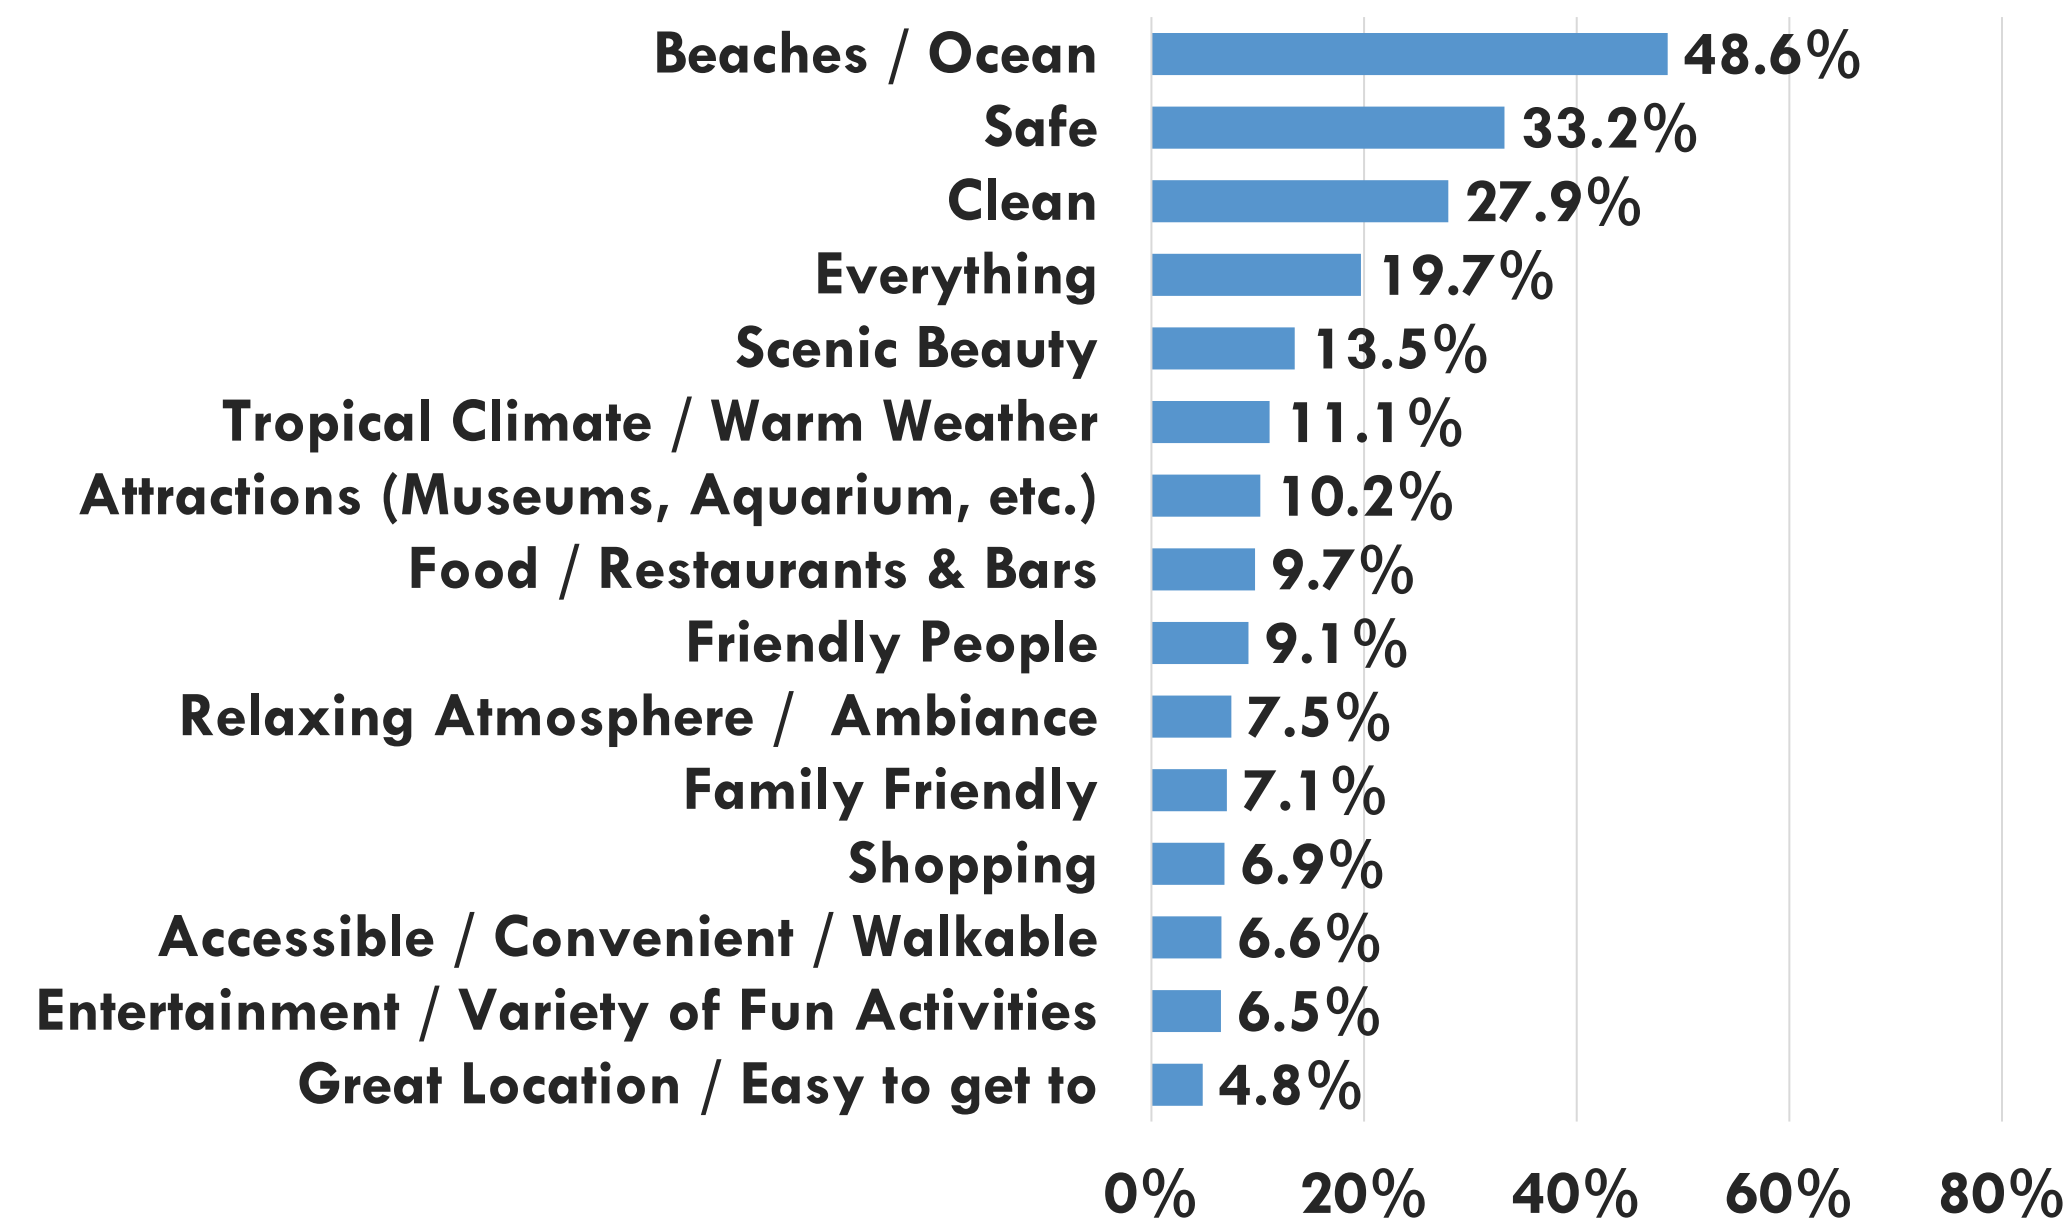 Beaches / Ocean 48.6%
Safe 33.2%
Clean 27.9%
Everything 19.7%
Scenic Beauty 13.5%
Tropical Climate / Warm Weather 11.1%
Attractions (Museums, Aquarium, etc.) 10.2%
Food / Restaurants & Bars 9.7%
Friendly People 9.1%
Relaxing Atmosphere /  Ambiance 7.5%
Family Friendly 7.1%
Shopping 6.9%
Accessible / Convenient / Walkable 6.6%
Entertainment / Variety of Fun Activities 6.5%
Great Location / Easy to get to 4.8%
0% 20% 40% 60% 80%